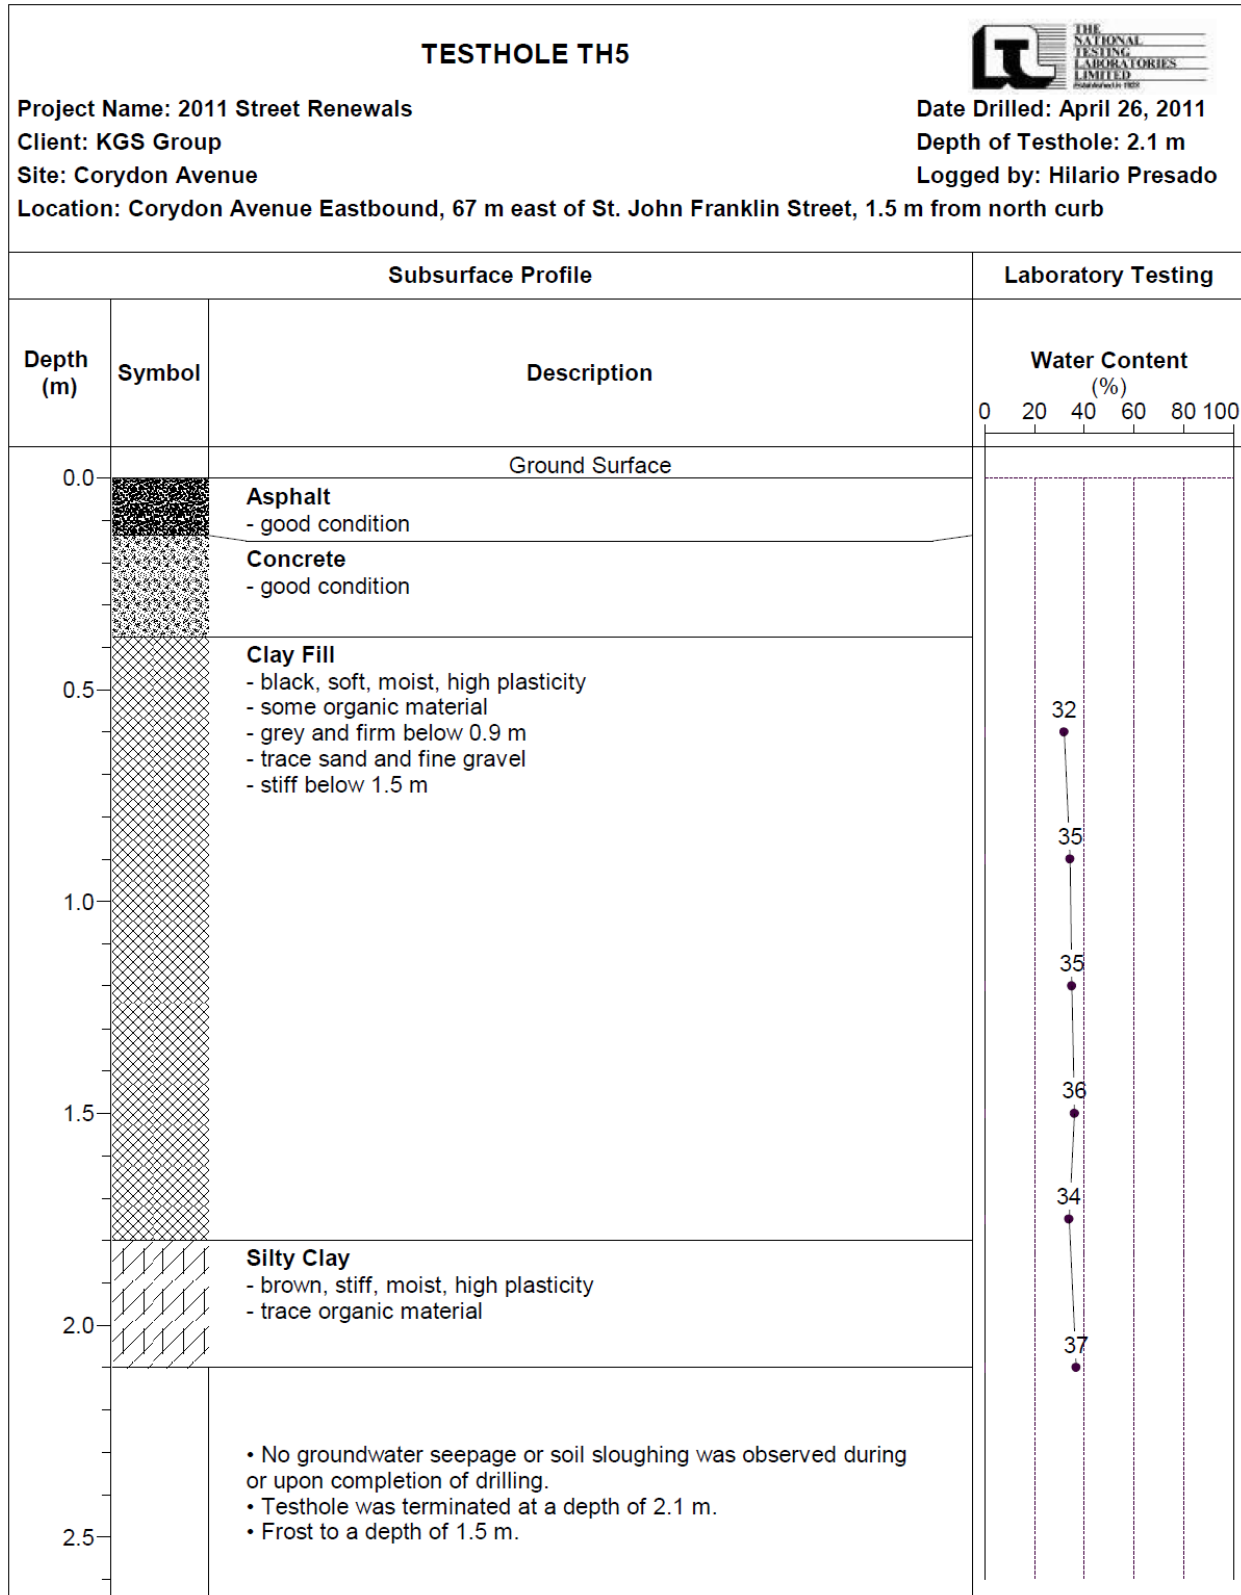 TESTHOLE TH5
THE
NATIONAL
TESTING
LABORATORIES
LIMITED
Established in 1923
Project Name: 2011 Street Renewals
Date Drilled: April 26, 2011
Client: KGS Group
Depth of Testhole: 2.1 m
Site: Corydon Avenue
Logged by: Hilario Presado
Location: Corydon Avenue Eastbound, 67 m east of St. John Franklin Street, 1.5 m from north curb
Subsurface Profile
Laboratory Testing
Depth
(m)
Symbol
Description
Water Content
(%)
0 20 40 60 80 100
Ground Surface
0.0
Asphalt
- good condition
Concrete
- good condition
Clay Fill
- black, soft, moist, high plasticity
0.5
- some organic material
32
- grey and firm below 0.9 m
- trace sand and fine gravel
- stiff below 1.5 m
35
1.0
35
36
1.5
34
Silty Clay
- brown, stiff, moist, high plasticity
- trace organic material
2.0
37
• No groundwater seepage or soil sloughing was observed during
or upon completion of drilling.
• Testhole was terminated at a depth of 2.1 m.
• Frost to a depth of 1.5 m.
2.5